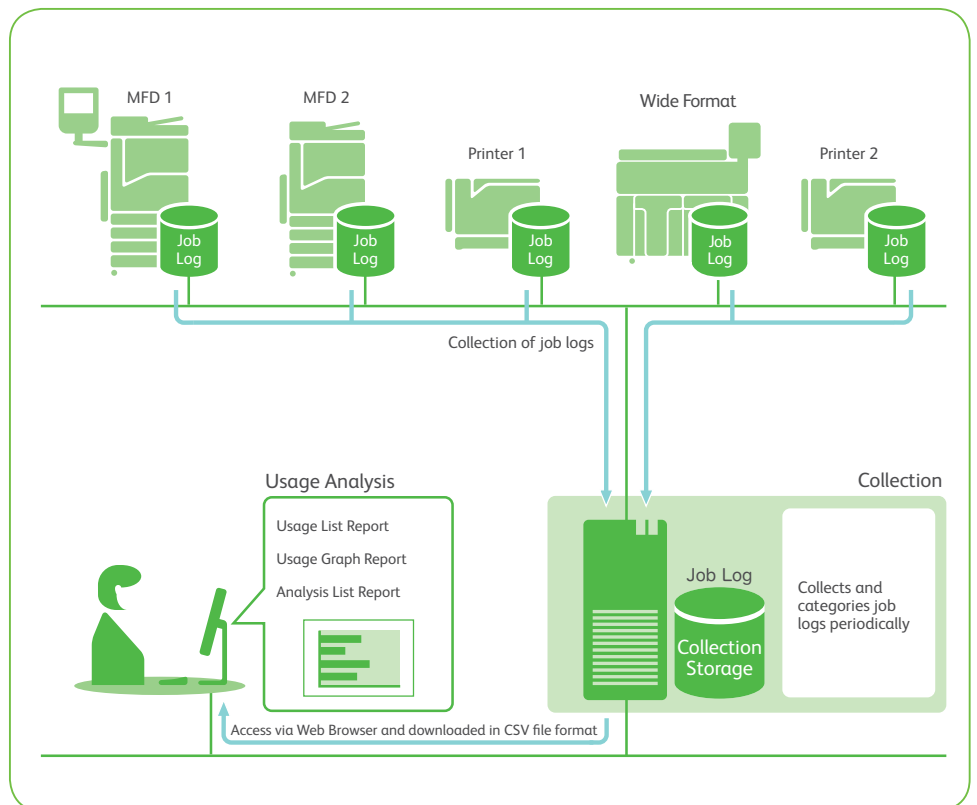 MFD 1
MFD 2
Wide Format
Printer 1
Printer 2
Job
Log
Job
Log
Job
Log
Job
Log
Job
Log
Collection of job logs
Usage Analysis
Usage List Report
Usage Graph Report
Analysis List Report
Collection
Job Log
Collection
Storage
Collects and
categories job
logs periodically
Access via Web Browser and downloaded in CSV file format